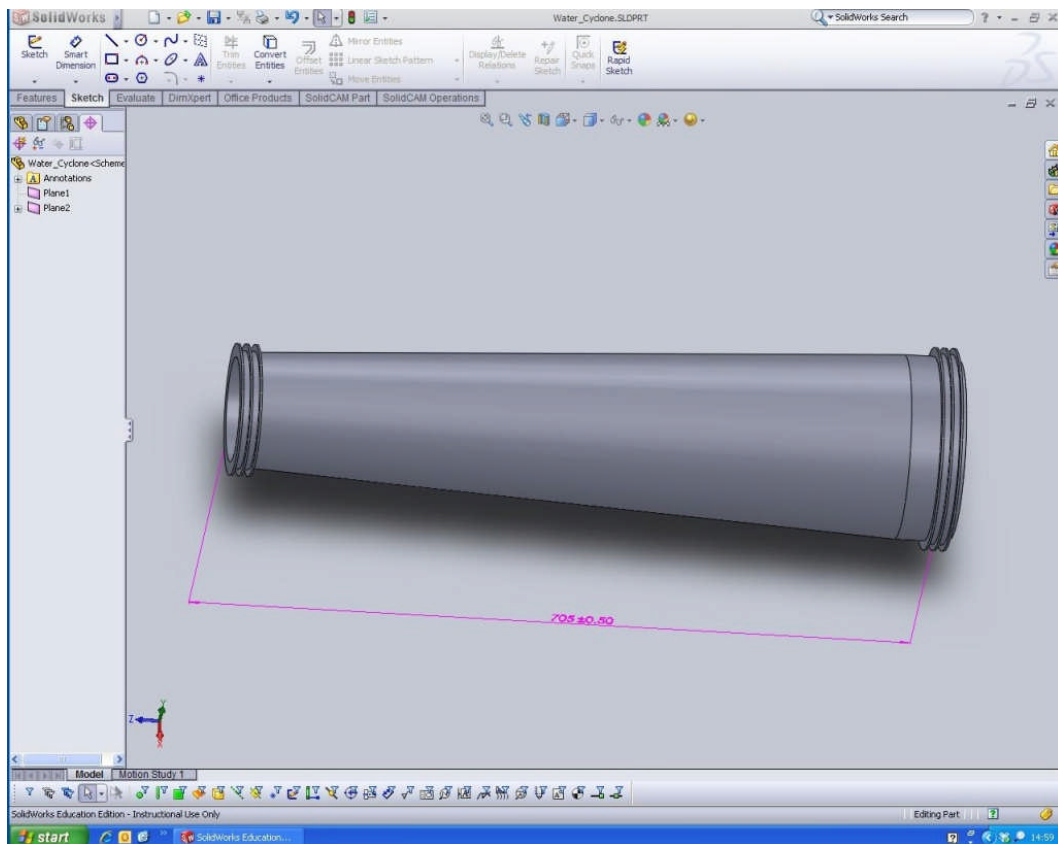 SolidWorks
Water_Cyclone.SLDPRT
SolidWorks Search
Sketch
Smart Dimension
Trim Entities
Convert Entities
Offset Entities
Mirror Entities
Linear Sketch Pattern
Move Entities
Display/Delete Relations
Repair Sketch
Quick Snaps
Rapid Sketch
Features Sketch Evaluate DimXpert Office Products SolidCAM Part SolidCAM Operations
Water_Cyclone<Scheme
A Annotations
Plane1
Plane2
705 ±0.50
Z
Y
X
Model Motion Study 1
SolidWorks Education Edition - Instructional Use Only
Editing Part
start
SolidWorks Education...
14:59